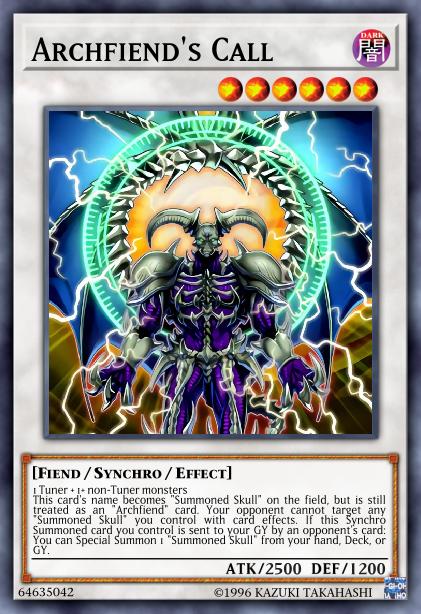 Archfiend's Call
DARK
闇
[Fiend / Synchro / Effect]
1 Tuner + 1+ non-Tuner monsters
This card's name becomes "Summoned Skull" on the field, but is still
treated as an "Archfiend" card. Your opponent cannot target any
"Summoned Skull" you control with card effects. If this Synchro
Summoned card you control is sent to your GY by an opponent's card:
You can Special Summon 1 "Summoned Skull" from your hand, Deck, or
GY.
ATK/2500 DEF/1200
64635042
©1996 KAZUKI TAKAHASHI